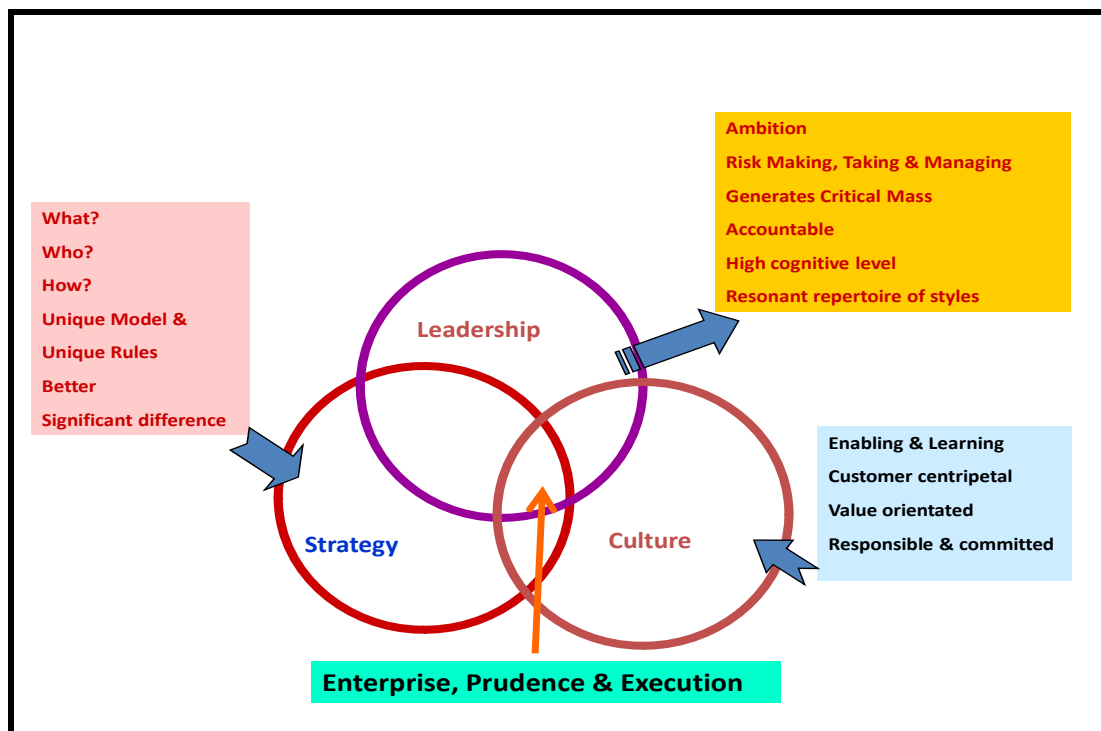 Ambition
Risk Making, Taking & Managing
Generates Critical Mass
Accountable
High cognitive level
Resonant repertoire of styles
What?
Who?
How?
Unique Model &
Unique Rules
Better
Significant difference
Leadership
Strategy
Culture
Enabling & Learning
Customer centripetal
Value orientated
Responsible & committed
Enterprise, Prudence & Execution